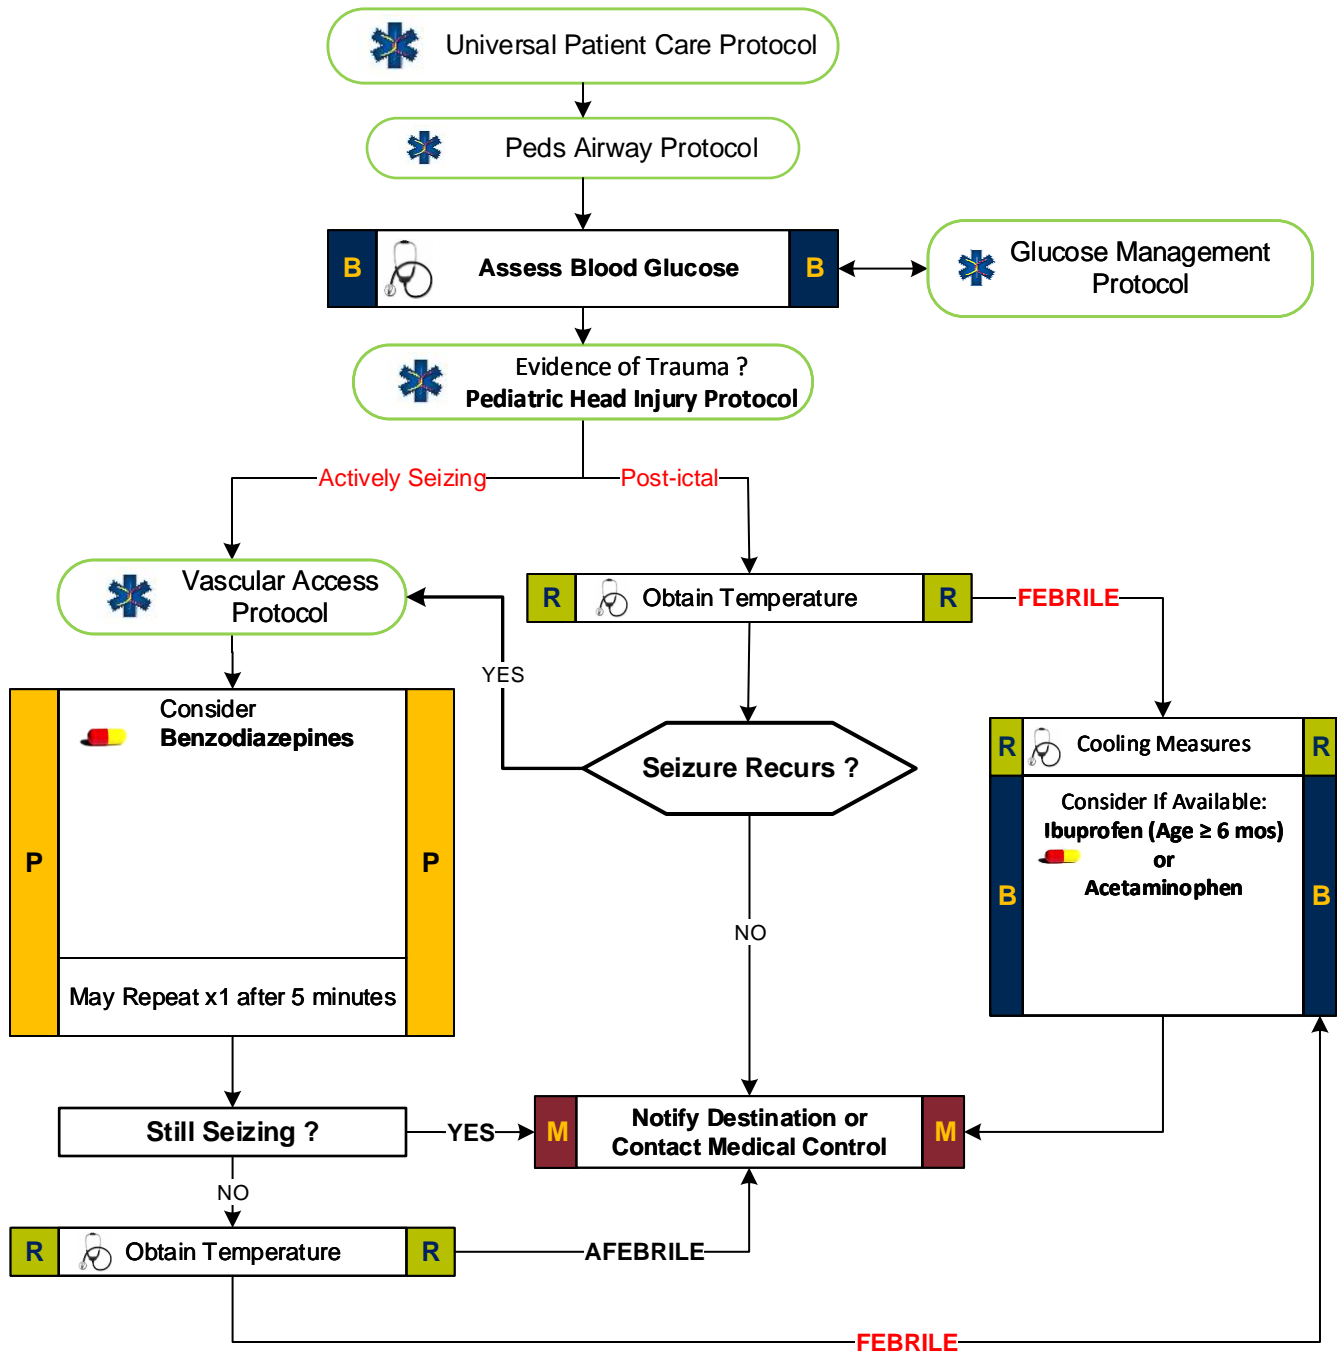 Universal Patient Care Protocol
Peds Airway Protocol
B
Assess Blood Glucose
B
Glucose Management
Protocol
Evidence of Trauma ?
Pediatric Head Injury Protocol
Actively Seizing
Post-ictal
Vascular Access
Protocol
R
Obtain Temperature
R
FEBRILE
YES
Consider
Benzodiazepines
P
P
May Repeat x1 after 5 minutes
Seizure Recurs ?
R
Cooling Measures
R
Consider If Available:
Ibuprofen (Age ≥ 6 mos)
or
Acetaminophen
B
B
NO
Still Seizing ?
YES
M
Notify Destination or
Contact Medical Control
M
NO
R
Obtain Temperature
R
AFEBRILE
FEBRILE